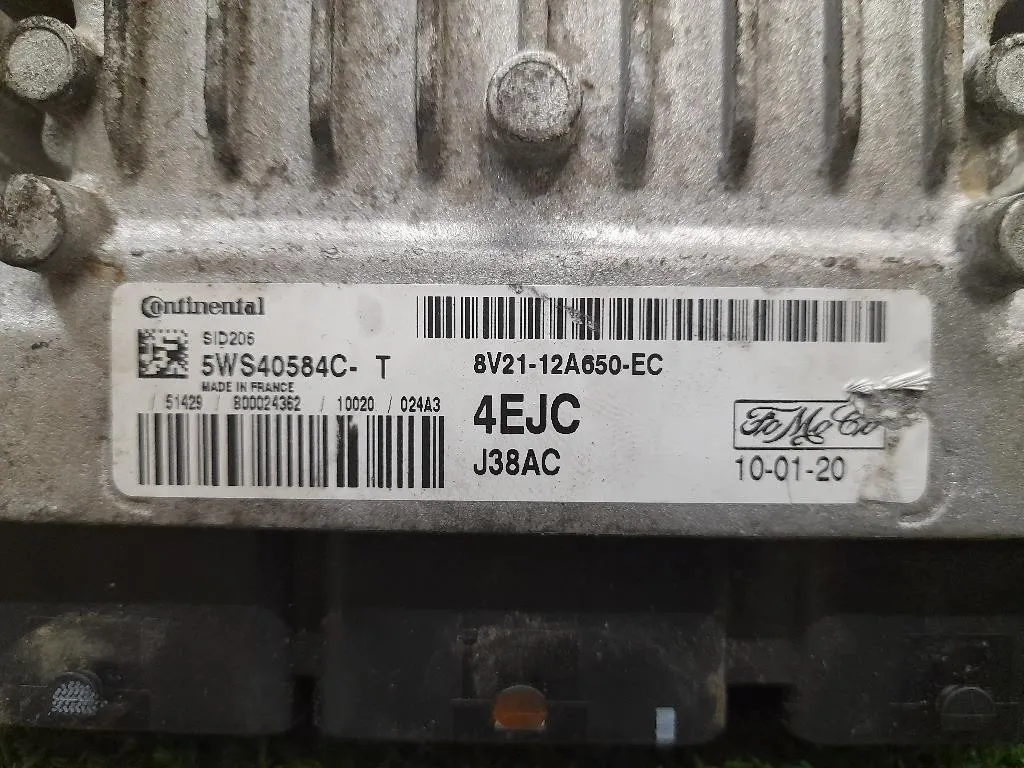 Continental
SID206
5WS40584C- T
MADE IN FRANCE
/ 51429 / B00024362 / 10020 / 024A3
8V21-12A650-EC
4EJC
J38AC
FoMoCo
10-01-20